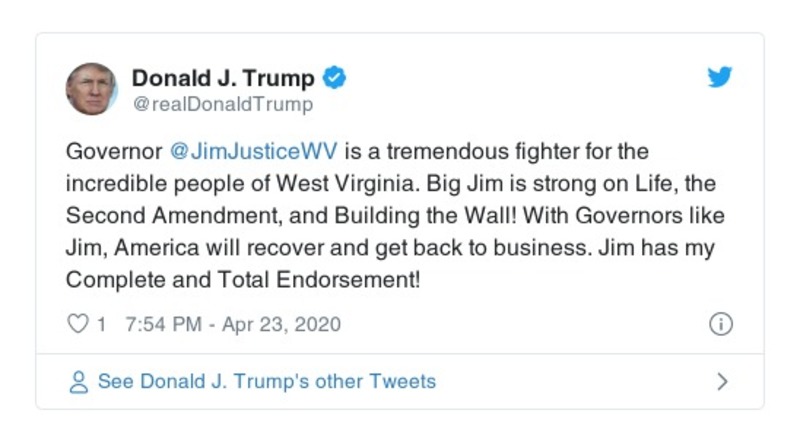 Donald J. Trump
@realDonaldTrump
Governor @JimJusticeWV is a tremendous fighter for the
incredible people of West Virginia. Big Jim is strong on Life, the
Second Amendment, and Building the Wall! With Governors like
Jim, America will recover and get back to business. Jim has my
Complete and Total Endorsement!
1 7:54 PM - Apr 23, 2020
See Donald J. Trump's other Tweets